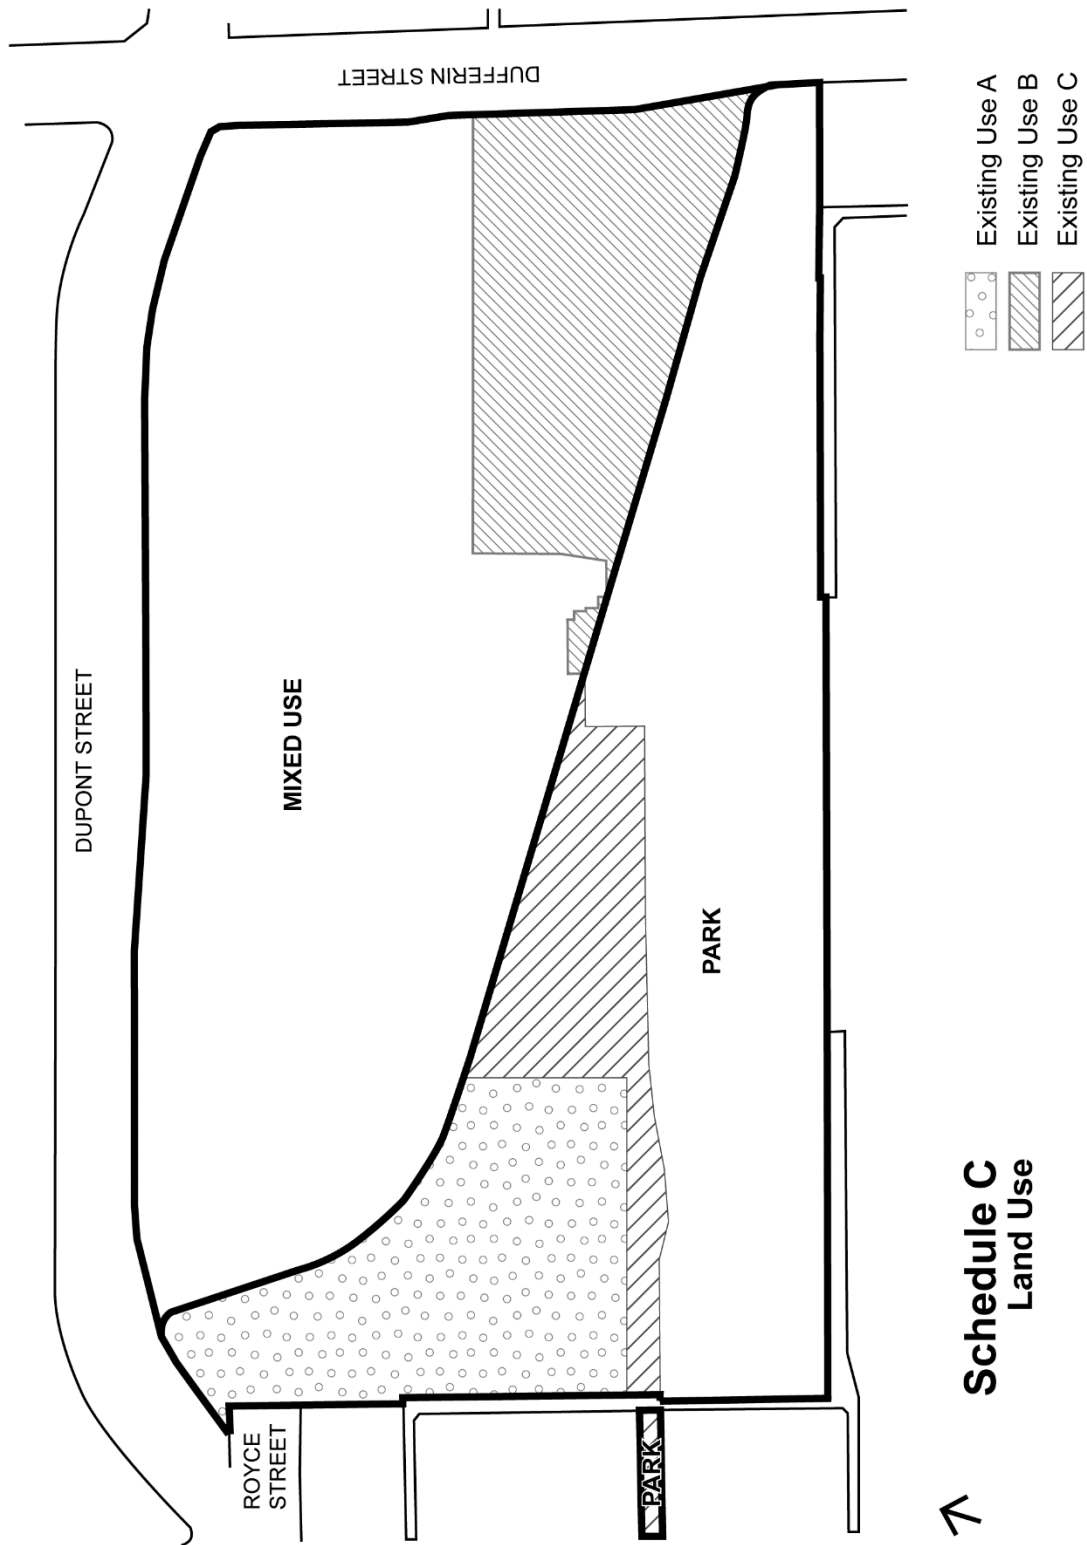 DUFFERIN STREET
DUPONT STREET
MIXED USE
PARK
ROYCE
STREET
PARK
Existing Use A
Existing Use B
Existing Use C
Schedule C
Land Use